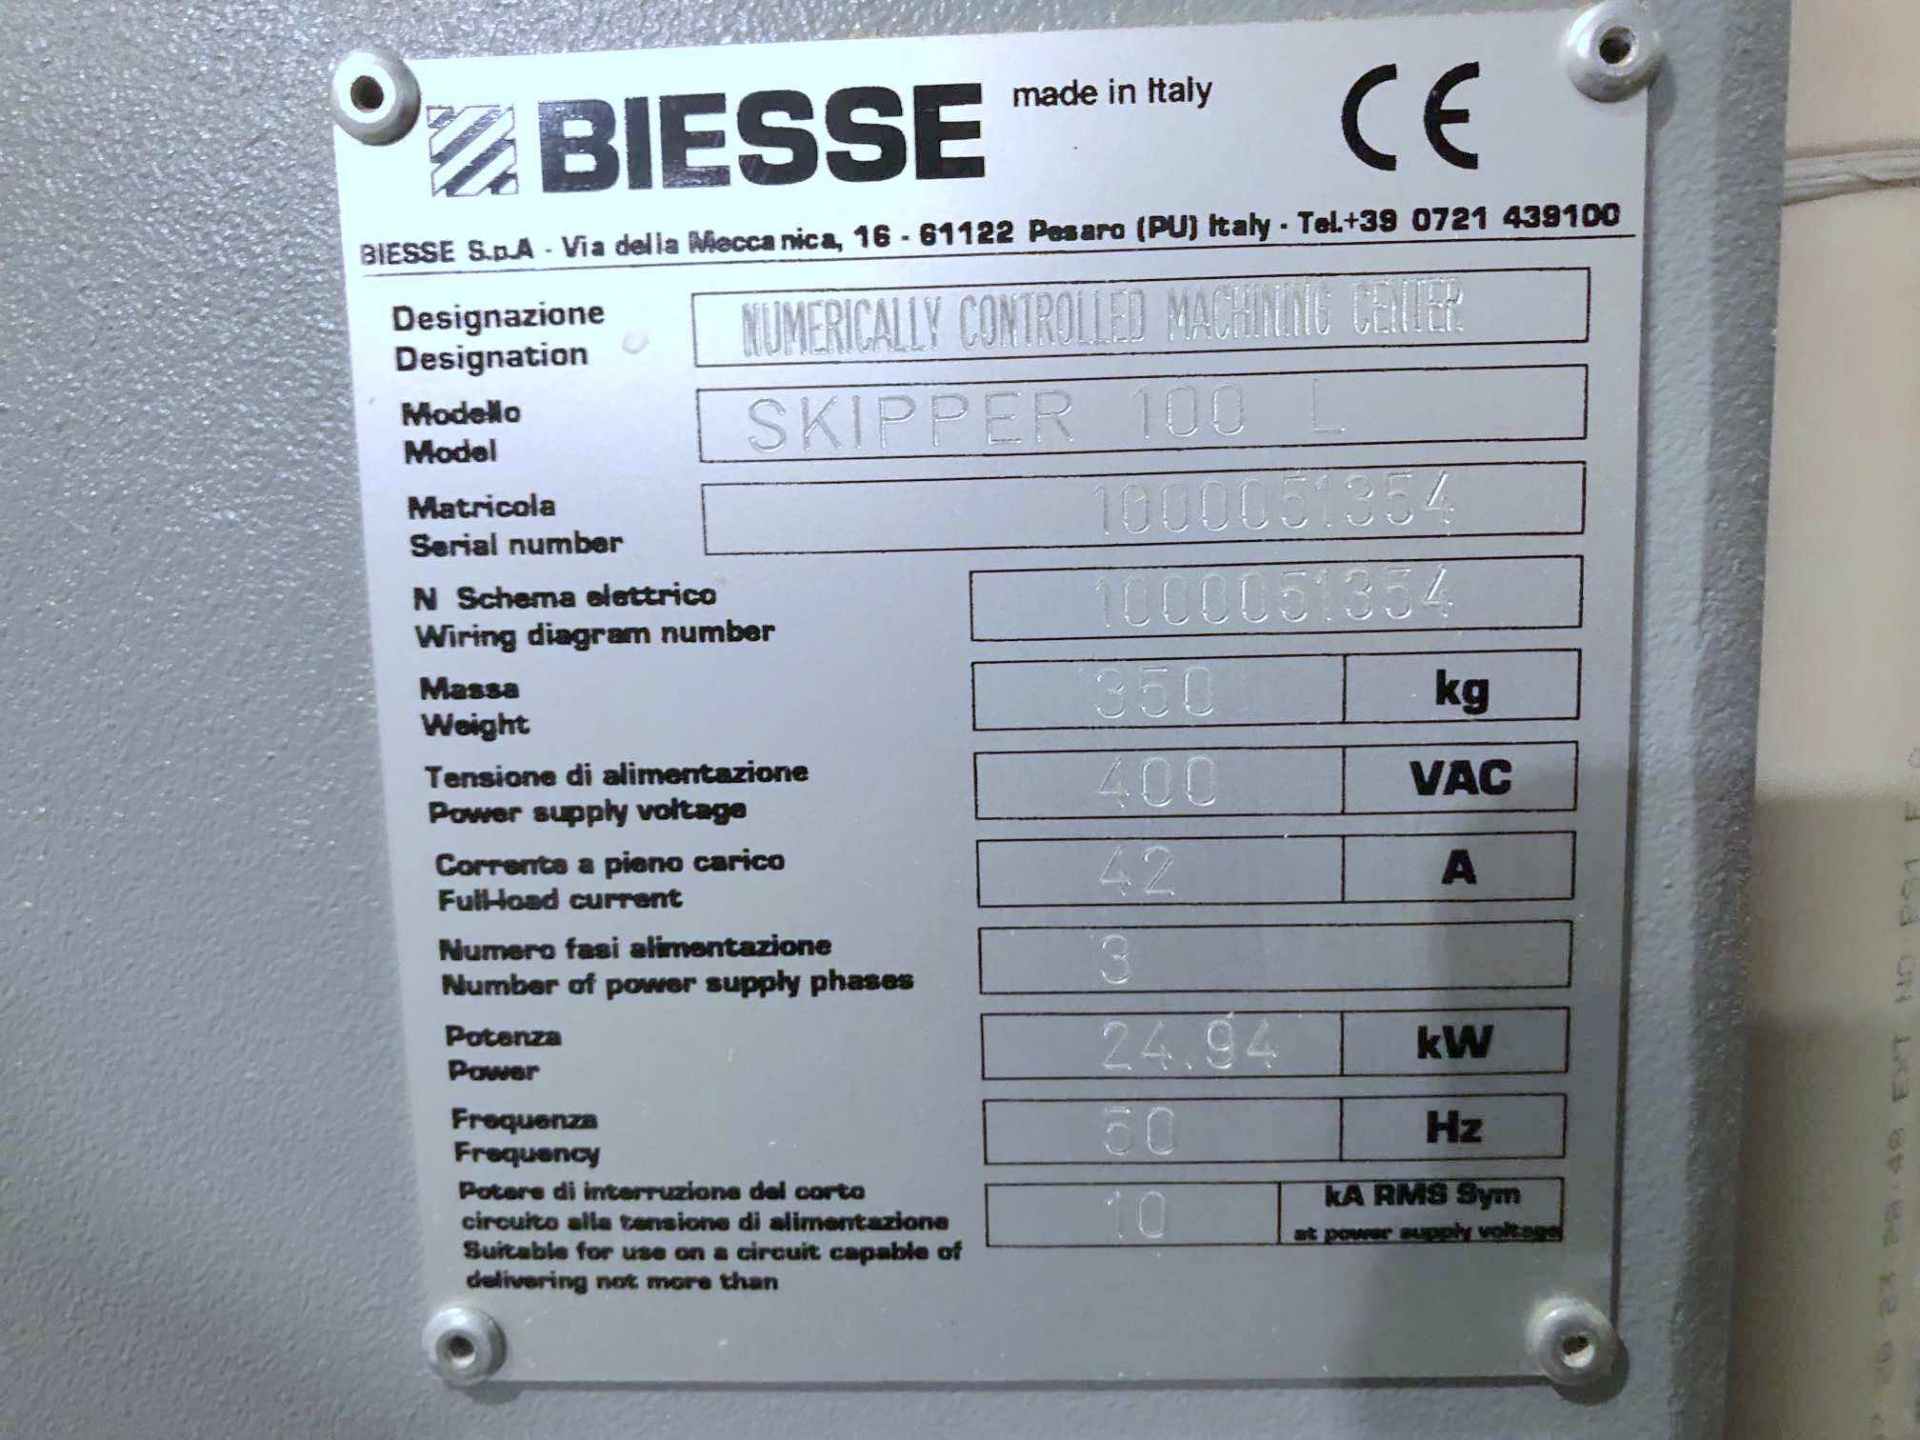 BIESSE made in Italy CE
BIESSE S.p.A - Via della Meccanica, 16 - 61122 Pesaro (PU) Italy - Tel.+39 0721 439100
Designazione
Designation
NUMERICALLY CONTROLLED MACHINING CENTER
Modello
Model
SKIPPER 100 L
Matricola
Serial number
1000051354
N Schema elettrico
Wiring diagram number
1000051354
Massa
Weight
350 kg
Tensione di alimentazione
Power supply voltage
400 VAC
Corrente a pieno carico
Full-load current
42 A
Numero fasi alimentazione
Number of power supply phases
3
Potenza
Power
24.94 kW
Frequenza
Frequency
50 Hz
Potere di interruzione del corto
circuito alla tensione di alimentazione
Suitable for use on a circuit capable of
delivering not more than
10 kA RMS Sym
at power supply voltage